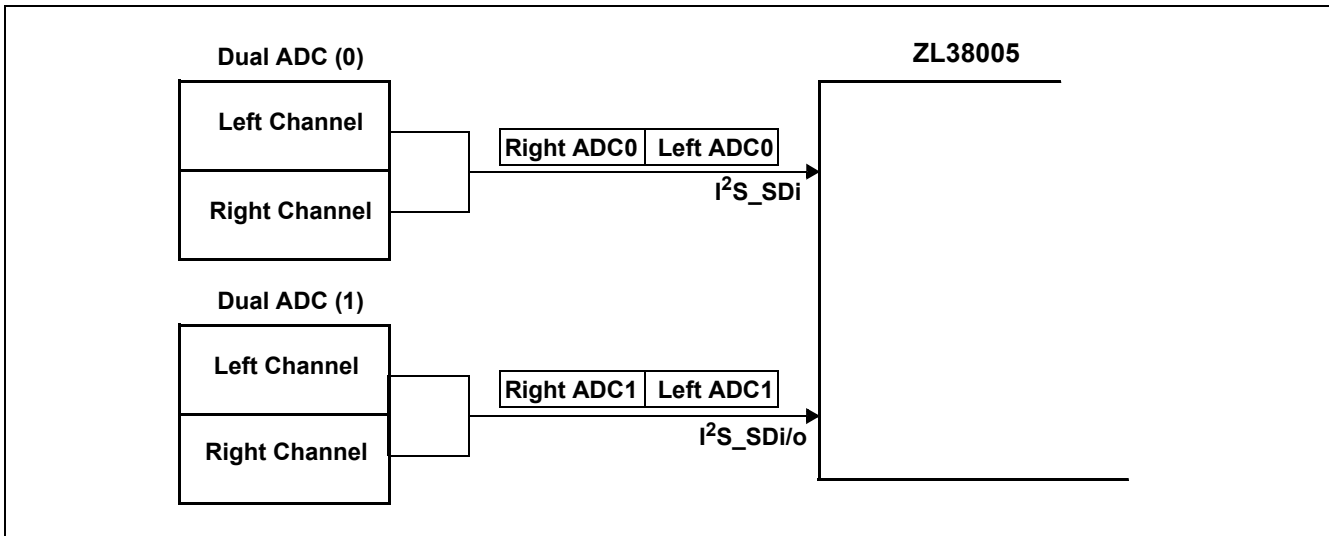 Dual ADC (0)
ZL38005
Left Channel
Right Channel
Right ADC0 Left ADC0
I²S_SDi
Dual ADC (1)
Left Channel
Right Channel
Right ADC1 Left ADC1
I²S_SDi/o